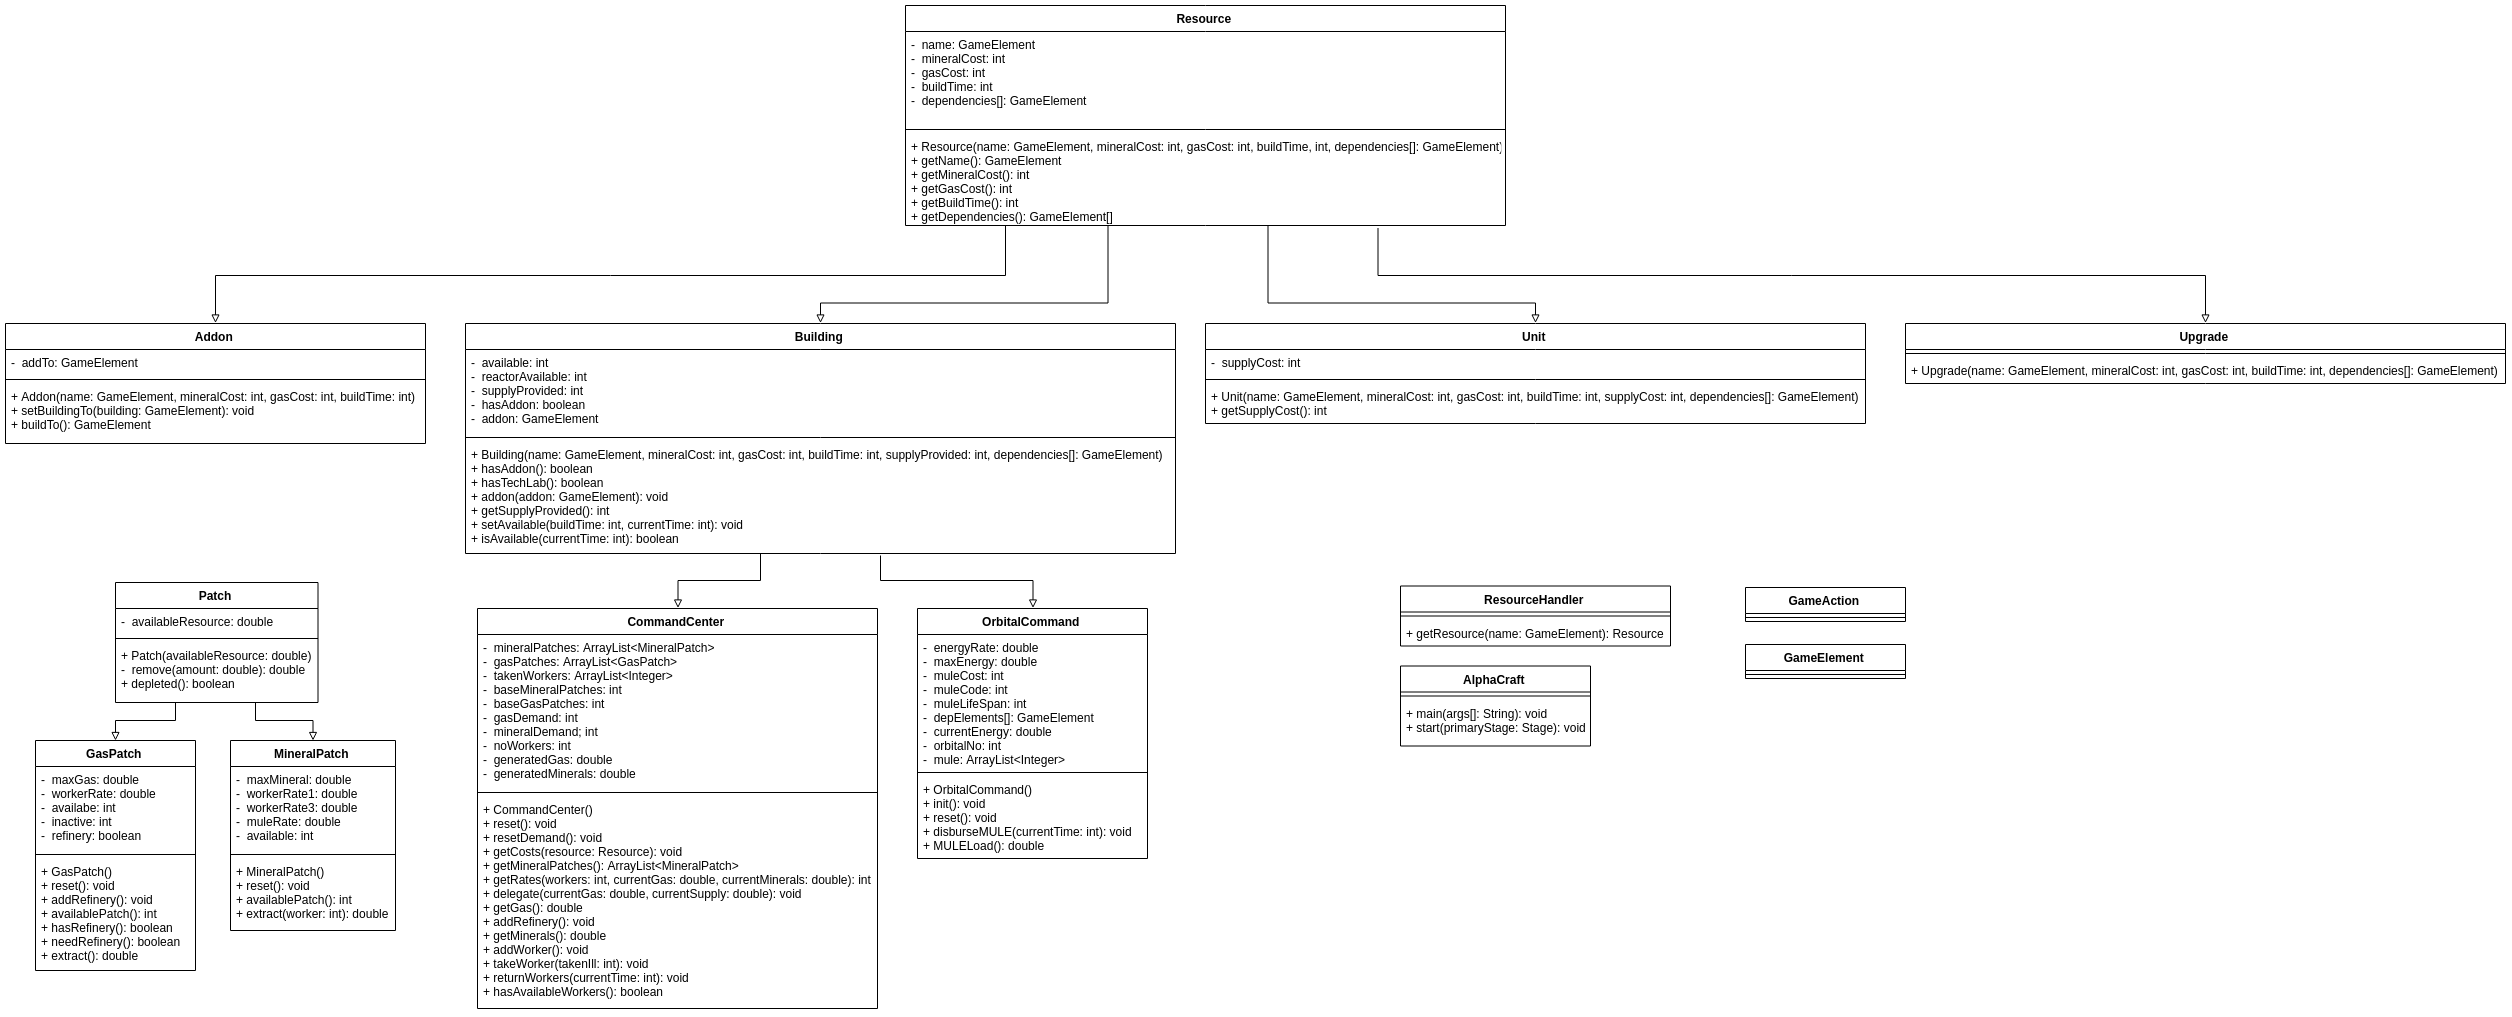 Resource
- name: GameElement
- mineralCost: int
- gasCost: int
- buildTime: int
- dependencies[]: GameElement
+ Resource(name: GameElement, mineralCost: int, gasCost: int, buildTime, int, dependencies[]: GameElement)
+ getName(): GameElement
+ getMineralCost(): int
+ getGasCost(): int
+ getBuildTime(): int
+ getDependencies(): GameElement[]
Addon
- addTo: GameElement
+ Addon(name: GameElement, mineralCost: int, gasCost: int, buildTime: int)
+ setBuildingTo(building: GameElement): void
+ buildTo(): GameElement
Building
- available: int
- reactorAvailable: int
- supplyProvided: int
- hasAddon: boolean
- addon: GameElement
+ Building(name: GameElement, mineralCost: int, gasCost: int, buildTime: int, supplyProvided: int, dependencies[]: GameElement)
+ hasAddon(): boolean
+ hasTechLab(): boolean
+ addon(addon: GameElement): void
+ getSupplyProvided(): int
+ setAvailable(buildTime: int, currentTime: int): void
+ isAvailable(currentTime: int): boolean
Unit
- supplyCost: int
+ Unit(name: GameElement, mineralCost: int, gasCost: int, buildTime: int, supplyCost: int, dependencies[]: GameElement)
+ getSupplyCost(): int
Upgrade
+ Upgrade(name: GameElement, mineralCost: int, gasCost: int, buildTime: int, dependencies[]: GameElement)
Patch
- availableResource: double
+ Patch(availableResource: double)
- remove(amount: double): double
+ depleted(): boolean
GasPatch
- maxGas: double
- workerRate: double
- availabe: int
- inactive: int
- refinery: boolean
+ GasPatch()
+ reset(): void
+ addRefinery(): void
+ availablePatch(): int
+ hasRefinery(): boolean
+ needRefinery(): boolean
+ extract(): double
MineralPatch
- maxMineral: double
- workerRate1: double
- workerRate3: double
- muleRate: double
- available: int
+ MineralPatch()
+ reset(): void
+ availablePatch(): int
+ extract(worker: int): double
CommandCenter
- mineralPatches: ArrayList<MineralPatch>
- gasPatches: ArrayList<GasPatch>
- takenWorkers: ArrayList<Integer>
- baseMineralPatches: int
- baseGasPatches: int
- gasDemand: int
- mineralDemand; int
- noWorkers: int
- generatedGas: double
- generatedMinerals: double
+ CommandCenter()
+ reset(): void
+ resetDemand(): void
+ getCosts(resource: Resource): void
+ getMineralPatches(): ArrayList<MineralPatch>
+ getRates(workers: int, currentGas: double, currentMinerals: double): int
+ delegate(currentGas: double, currentSupply: double): void
+ getGas(): double
+ addRefinery(): void
+ getMinerals(): double
+ addWorker(): void
+ takeWorker(takenIll: int): void
+ returnWorkers(currentTime: int): void
+ hasAvailableWorkers(): boolean
OrbitalCommand
- energyRate: double
- maxEnergy: double
- muleCost: int
- muleCode: int
- muleLifeSpan: int
- depElements[]: GameElement
- currentEnergy: double
- orbitalNo: int
- mule: ArrayList<Integer>
+ OrbitalCommand()
+ init(): void
+ reset(): void
+ disburseMULE(currentTime: int): void
+ MULELoad(): double
ResourceHandler
+ getResource(name: GameElement): Resource
AlphaCraft
+ main(args[]: String): void
+ start(primaryStage: Stage): void
GameAction
GameElement